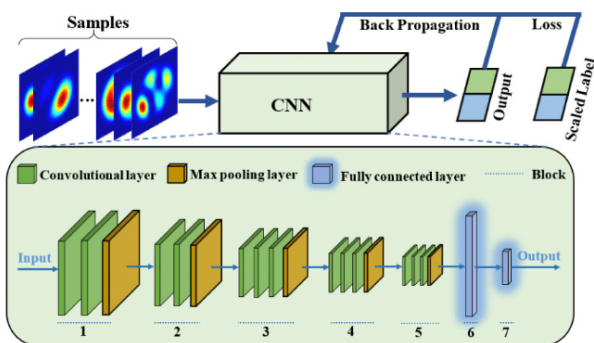 Samples
Back Propagation
Loss
CNN
Output
Scaled Label
Convolutional layer
Max pooling layer
Fully connected layer
Block
Input
Output
1
2
3
4
5
6
7